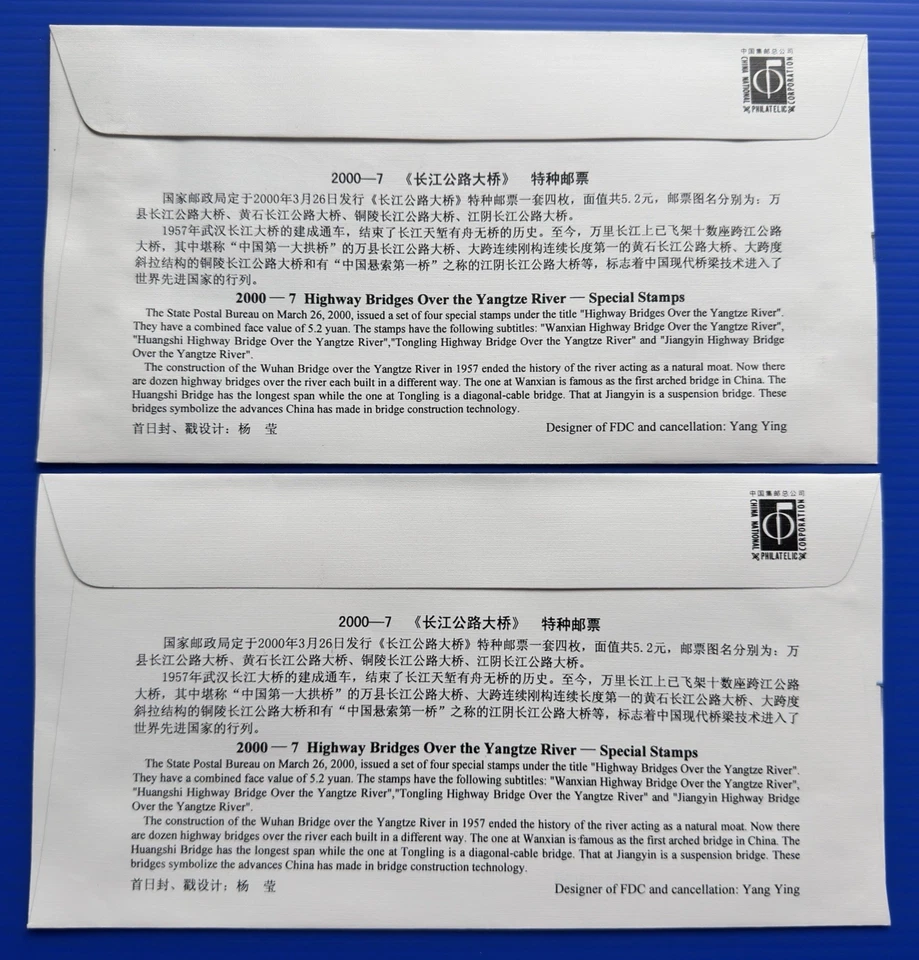 中国集邮总公司
CHINA NATIONAL
PHILATELIC
CORPORATION
2000—7 《长江公路大桥》 特种邮票
国家邮政局定于2000年3月26日发行《长江公路大桥》特种邮票一套四枚，面值共5.2元，邮票图名分别为：万
县长江公路大桥、黄石长江公路大桥、铜陵长江公路大桥、江阴长江公路大桥。
1957年武汉长江大桥的建成通车，结束了长江天堑有舟无桥的历史。至今，万里长江上已飞架十数座跨江公路
大桥，其中堪称“中国第一大拱桥”的万县长江公路大桥、大跨连续刚构连续长度第一的黄石长江公路大桥、大跨度
斜拉结构的铜陵长江公路大桥和有“中国悬索第一桥”之称的江阴长江公路大桥等，标志着中国现代桥梁技术进入了
世界先进国家的行列。
2000 — 7 Highway Bridges Over the Yangtze River — Special Stamps
The State Postal Bureau on March 26, 2000, issued a set of four special stamps under the title "Highway Bridges Over the Yangtze River".
They have a combined face value of 5.2 yuan. The stamps have the following subtitles: "Wanxian Highway Bridge Over the Yangtze River",
"Huangshi Highway Bridge Over the Yangtze River","Tongling Highway Bridge Over the Yangtze River" and "Jiangyin Highway Bridge
Over the Yangtze River".
The construction of the Wuhan Bridge over the Yangtze River in 1957 ended the history of the river acting as a natural moat. Now there
are dozen highway bridges over the river each built in a different way. The one at Wanxian is famous as the first arched bridge in China. The
Huangshi Bridge has the longest span while the one at Tongling is a diagonal-cable bridge. That at Jiangyin is a suspension bridge. These
bridges symbolize the advances China has made in bridge construction technology.
首日封、戳设计：杨 莹 Designer of FDC and cancellation: Yang Ying
中国集邮总公司
CHINA NATIONAL
PHILATELIC
CORPORATION
2000—7 《长江公路大桥》 特种邮票
国家邮政局定于2000年3月26日发行《长江公路大桥》特种邮票一套四枚，面值共5.2元，邮票图名分别为：万
县长江公路大桥、黄石长江公路大桥、铜陵长江公路大桥、江阴长江公路大桥。
1957年武汉长江大桥的建成通车，结束了长江天堑有舟无桥的历史。至今，万里长江上已飞架十数座跨江公路
大桥，其中堪称“中国第一大拱桥”的万县长江公路大桥、大跨连续刚构连续长度第一的黄石长江公路大桥、大跨度
斜拉结构的铜陵长江公路大桥和有“中国悬索第一桥”之称的江阴长江公路大桥等，标志着中国现代桥梁技术进入了
世界先进国家的行列。
2000 — 7 Highway Bridges Over the Yangtze River — Special Stamps
The State Postal Bureau on March 26, 2000, issued a set of four special stamps under the title "Highway Bridges Over the Yangtze River".
They have a combined face value of 5.2 yuan. The stamps have the following subtitles: "Wanxian Highway Bridge Over the Yangtze River",
"Huangshi Highway Bridge Over the Yangtze River","Tongling Highway Bridge Over the Yangtze River" and "Jiangyin Highway Bridge
Over the Yangtze River".
The construction of the Wuhan Bridge over the Yangtze River in 1957 ended the history of the river acting as a natural moat. Now there
are dozen highway bridges over the river each built in a different way. The one at Wanxian is famous as the first arched bridge in China. The
Huangshi Bridge has the longest span while the one at Tongling is a diagonal-cable bridge. That at Jiangyin is a suspension bridge. These
bridges symbolize the advances China has made in bridge construction technology.
首日封、戳设计：杨 莹 Designer of FDC and cancellation: Yang Ying